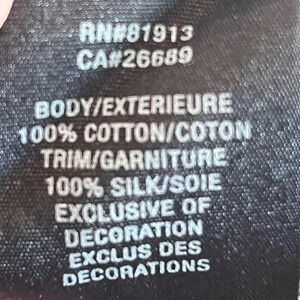 RN#81913
CA#26689
BODY/EXTERIEURE
100% COTTON/COTON
TRIM/GARNITURE
100% SILK/SOIE
EXCLUSIVE OF
DECORATION
EXCLUS DES
DECORATIONS